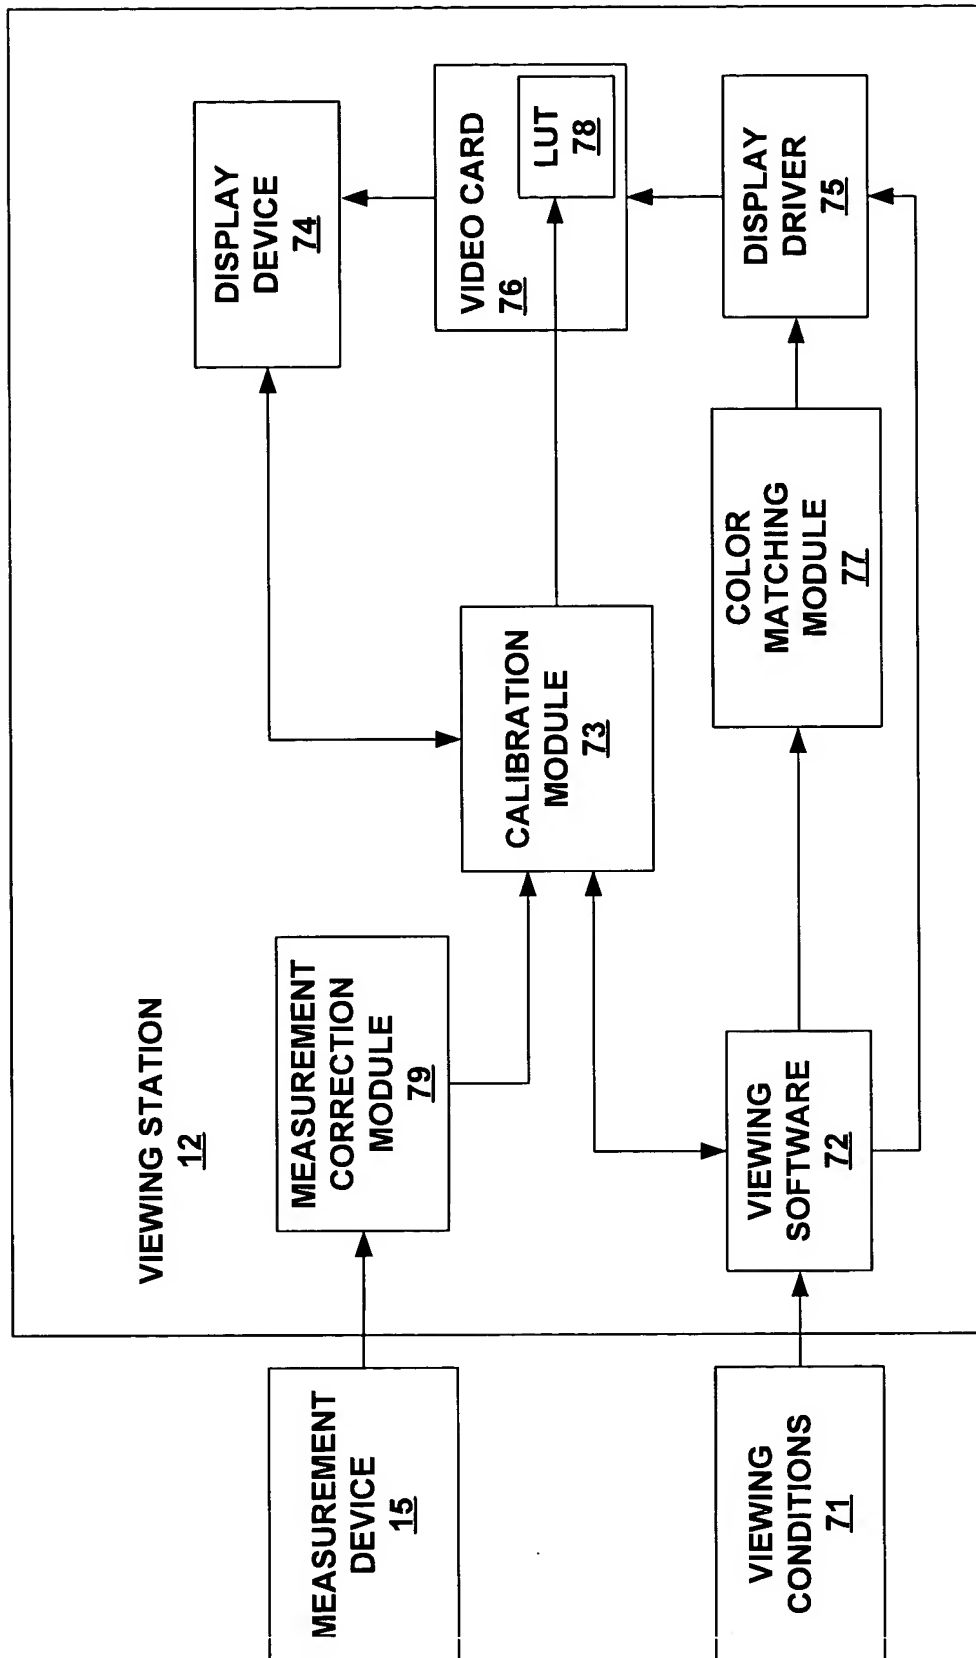 VIEWING STATION
12
MEASUREMENT
DEVICE
15
MEASUREMENT
CORRECTION
MODULE
79
DISPLAY
DEVICE
74
CALIBRATION
MODULE
73
VIDEO CARD
76
LUT
78
VIEWING
CONDITIONS
71
VIEWING
SOFTWARE
72
COLOR
MATCHING
MODULE
77
DISPLAY
DRIVER
75